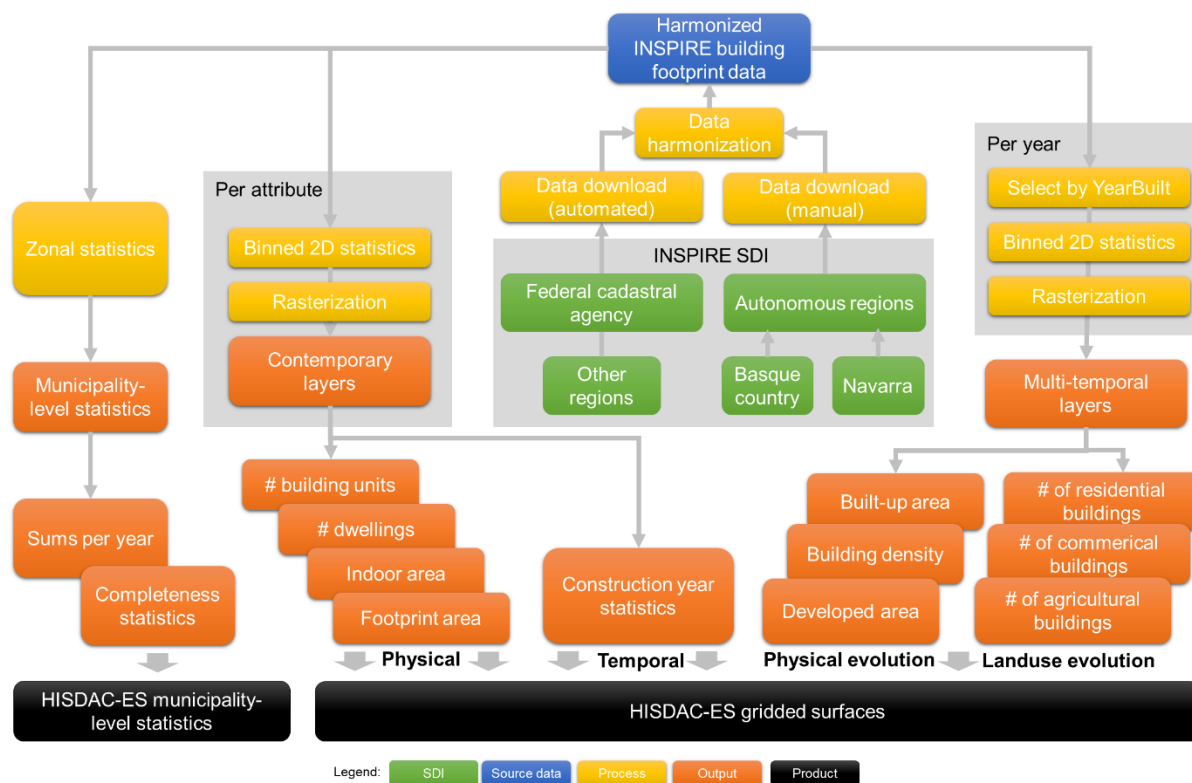 Harmonized
INSPIRE building
footprint data
Data
harmonization
Data download
(automated)
Data download
(manual)
INSPIRE SDI
Federal cadastral
agency
Autonomous regions
Other
regions
Basque
country
Navarra
Zonal statistics
Municipality-
level statistics
Sums per year
Completeness
statistics
Per attribute
Binned 2D statistics
Rasterization
Contemporary
layers
# building units
# dwellings
Indoor area
Footprint area
Construction year
statistics
Per year
Select by YearBuilt
Binned 2D statistics
Rasterization
Multi-temporal
layers
Built-up area
Building density
Developed area
# of residential
buildings
# of commerical
buildings
# of agricultural
buildings
Physical
Temporal
Physical evolution
Landuse evolution
HISDAC-ES municipality-
level statistics
HISDAC-ES gridded surfaces
Legend:
SDI
Source data
Process
Output
Product